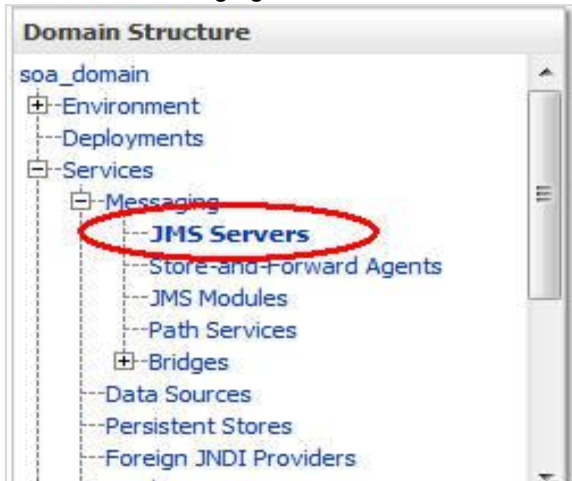 Domain Structure
soa_domain
Environment
Deployments
Services
Messaging
JMS Servers
Store-and-Forward Agents
JMS Modules
Path Services
Bridges
Data Sources
Persistent Stores
Foreign JNDI Providers